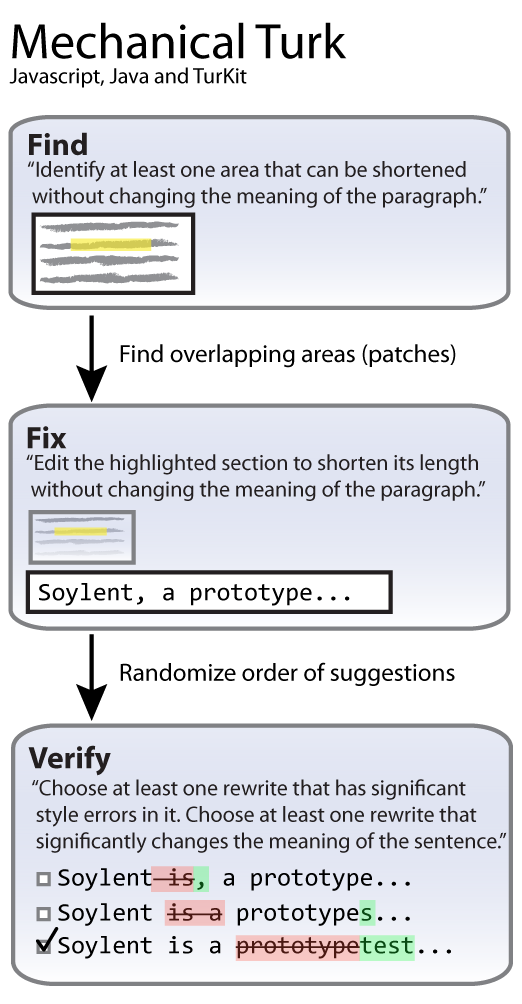 Mechanical Turk
Javascript, Java and TurKit
Find
“Identify at least one area that can be shortened
without changing the meaning of the paragraph.”
Find overlapping areas (patches)
Fix
“Edit the highlighted section to shorten its length
without changing the meaning of the paragraph.”
Soylent, a prototype...
Randomize order of suggestions
Verify
“Choose at least one rewrite that has significant
style errors in it. Choose at least one rewrite that
significantly changes the meaning of the sentence.”
Soylent is, a prototype...
Soylent is a prototypes...
Soylent is a prototypetest...